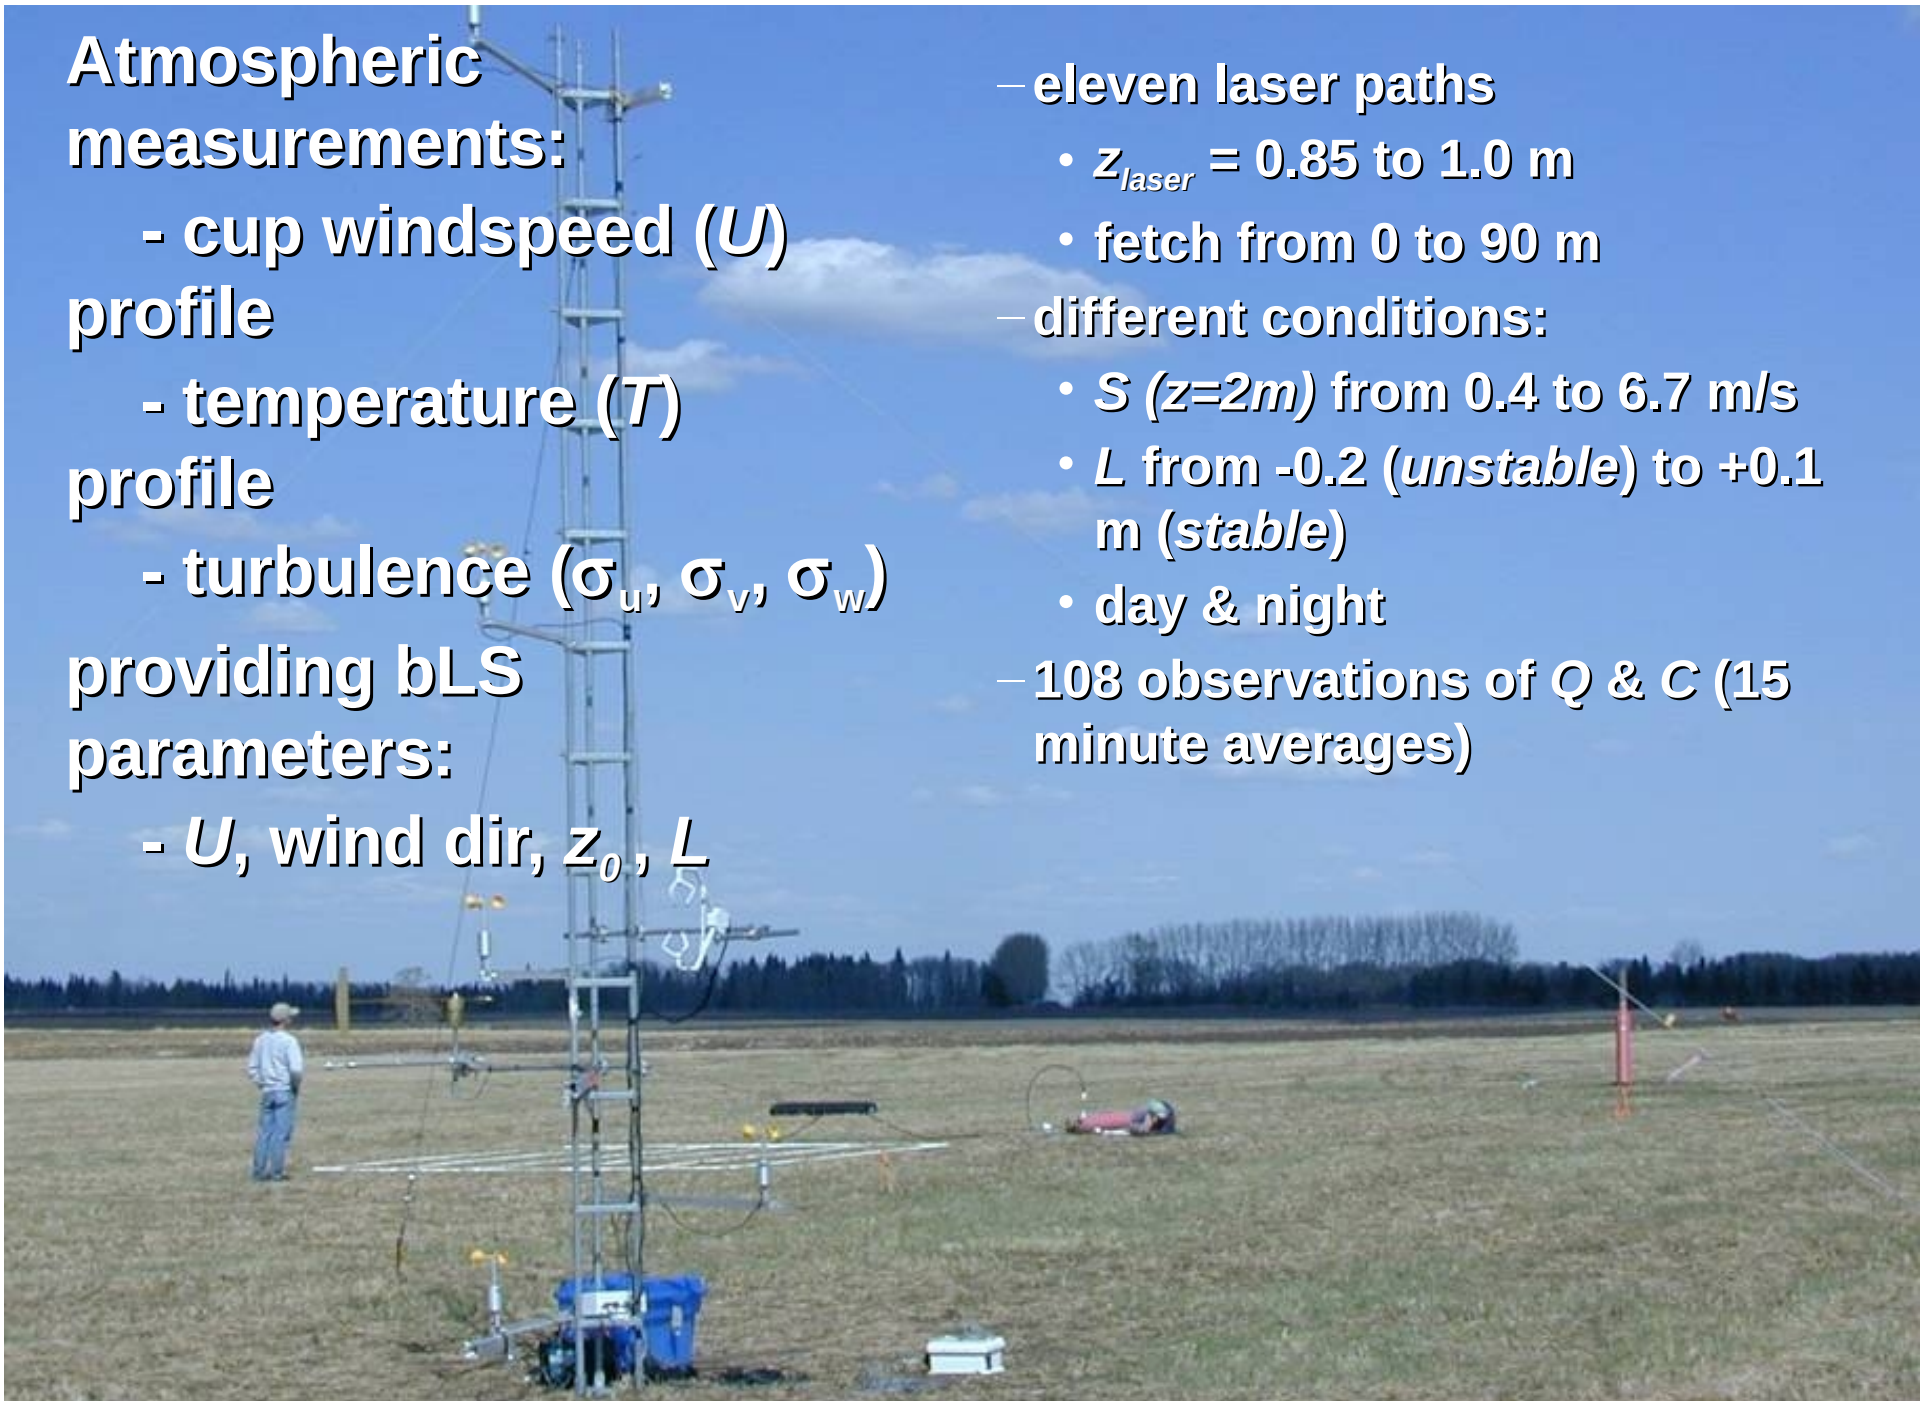 Atmospheric
measurements:
- cup windspeed (U)
profile
- temperature (T)
profile
- turbulence (σu, σv, σw)
providing bLS
parameters:
- U, wind dir, z0 , L
– eleven laser paths
• zlaser = 0.85 to 1.0 m
• fetch from 0 to 90 m
– different conditions:
• S (z=2m) from 0.4 to 6.7 m/s
• L from -0.2 (unstable) to +0.1
m (stable)
• day & night
– 108 observations of Q & C (15
minute averages)